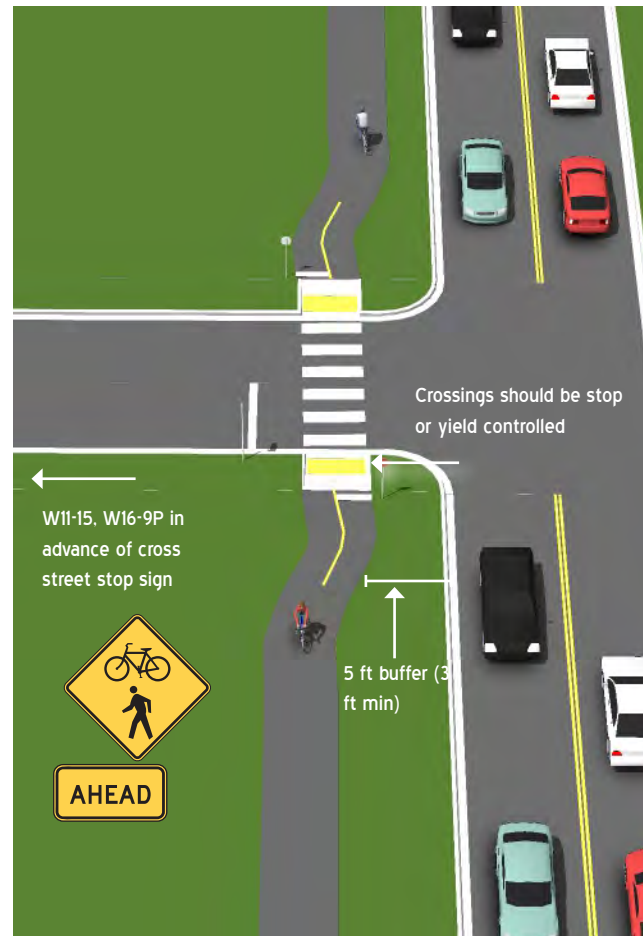 Crossings should be stop
or yield controlled
W11-15, W16-9P in
advance of cross
street stop sign
5 ft buffer (3
ft min)
AHEAD